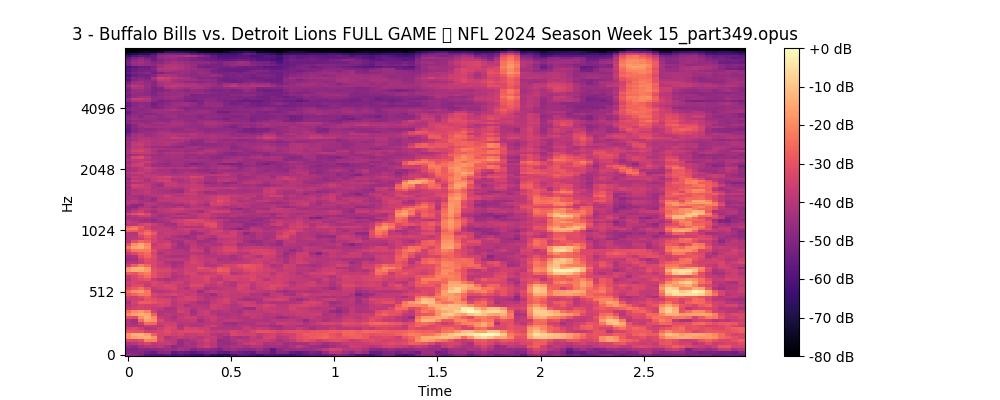 3 - Buffalo Bills vs. Detroit Lions FULL GAME ▯ NFL 2024 Season Week 15_part349.opus
+0 dB
-10 dB
-20 dB
-30 dB
-40 dB
-50 dB
-60 dB
-70 dB
-80 dB
4096
2048
1024
512
0
Hz
0 0.5 1 1.5 2 2.5
Time